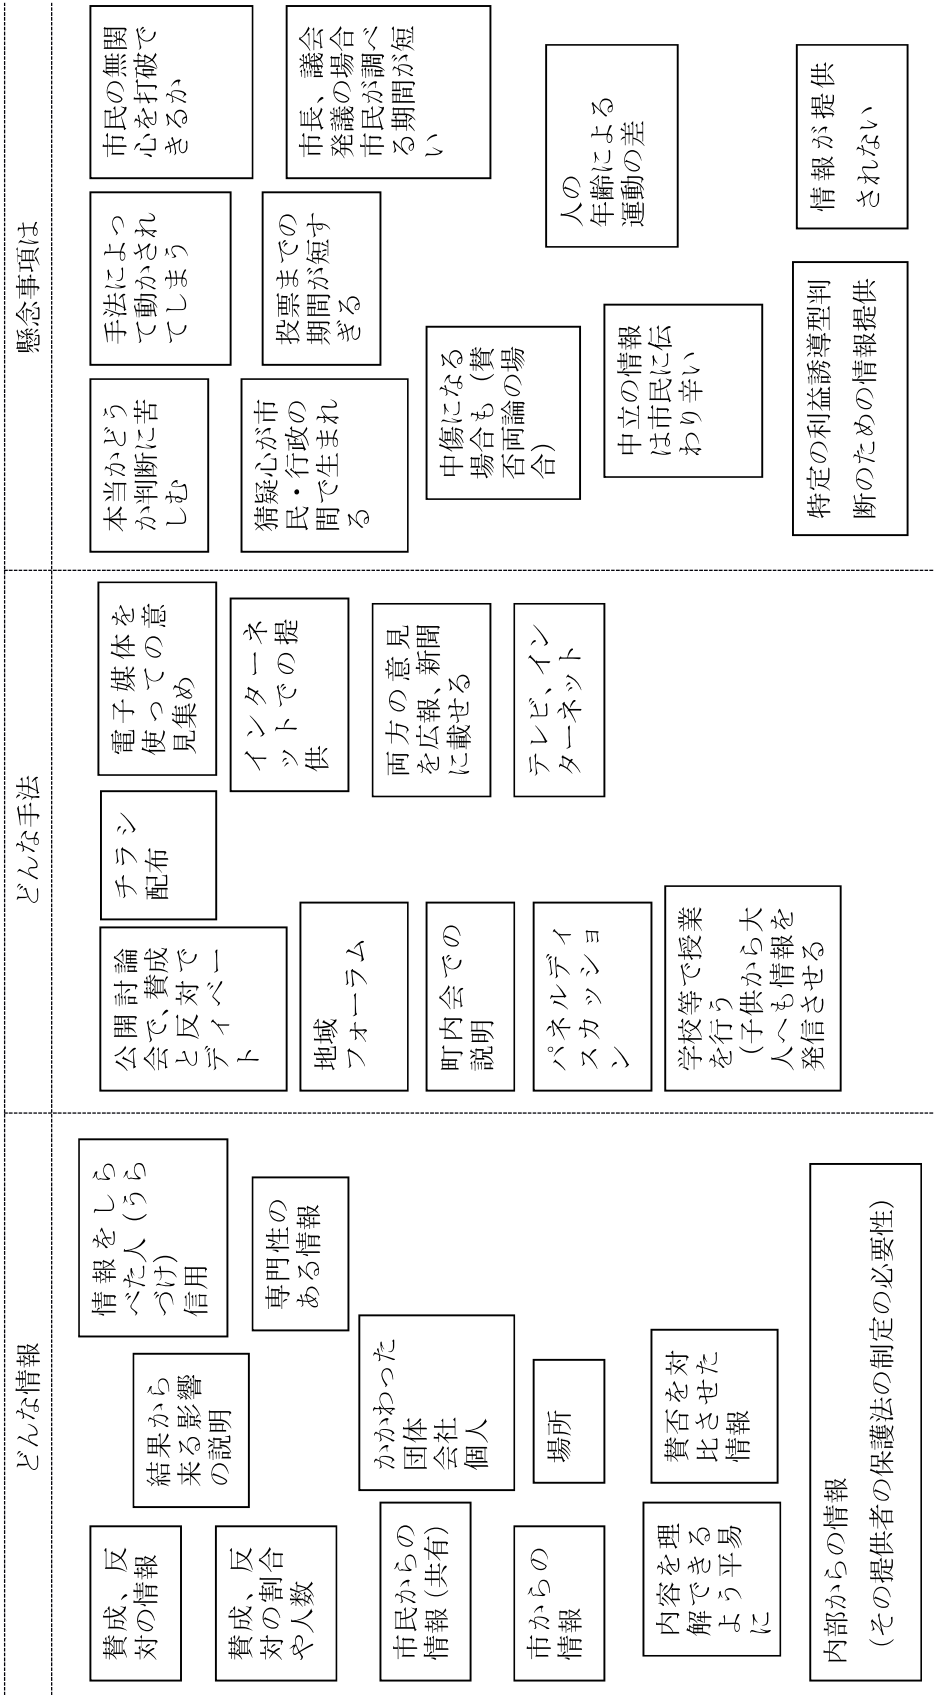 どんな情報
賛成、反
対の情報
結果から
来る影響
の説明
情報をしら
べた人（うら
づけ）
信用
賛成、反
対の割合
や人数
専門性の
ある情報
市民からの
情報（共有）
かかわった
団体
会社
個人
市からの
情報
場所
内容を理
解できる
よう平易
に
賛否を対
比させた
情報
内部からの情報
（その提供者の保護法の制定の必要性）
どんな手法
公開討論
会で、賛成
と反対で
ディベー
ト
チラシ
配布
電子媒体を
使っての意
見集め
地域
フォーラム
インターネ
ットでの提
供
町内会での
説明
両方の意見
を広報、新聞
に載せる
パネルディ
スカッショ
ン
テレビ、イン
ターネット
学校等で授業
を行う
（子供から大
人へも情報を
発信させる
懸念事項は
本当かどう
か判断に苦
しむ
手法によっ
て動かされ
てしまう
市民の無関
心を打破で
きるか
猜疑心が市
民・行政の
間で生まれ
る
投票までの
期間が短す
ぎる
市長、議会
発議の場合
市民が調べ
る期間が短
い
中傷になる
場合も（賛
否両論の場
合）
人の
年齢による
運動の差
中立の情報
は市民に伝
わり辛い
特定の利益誘導型判
断のための情報提供
情報が提供
されない